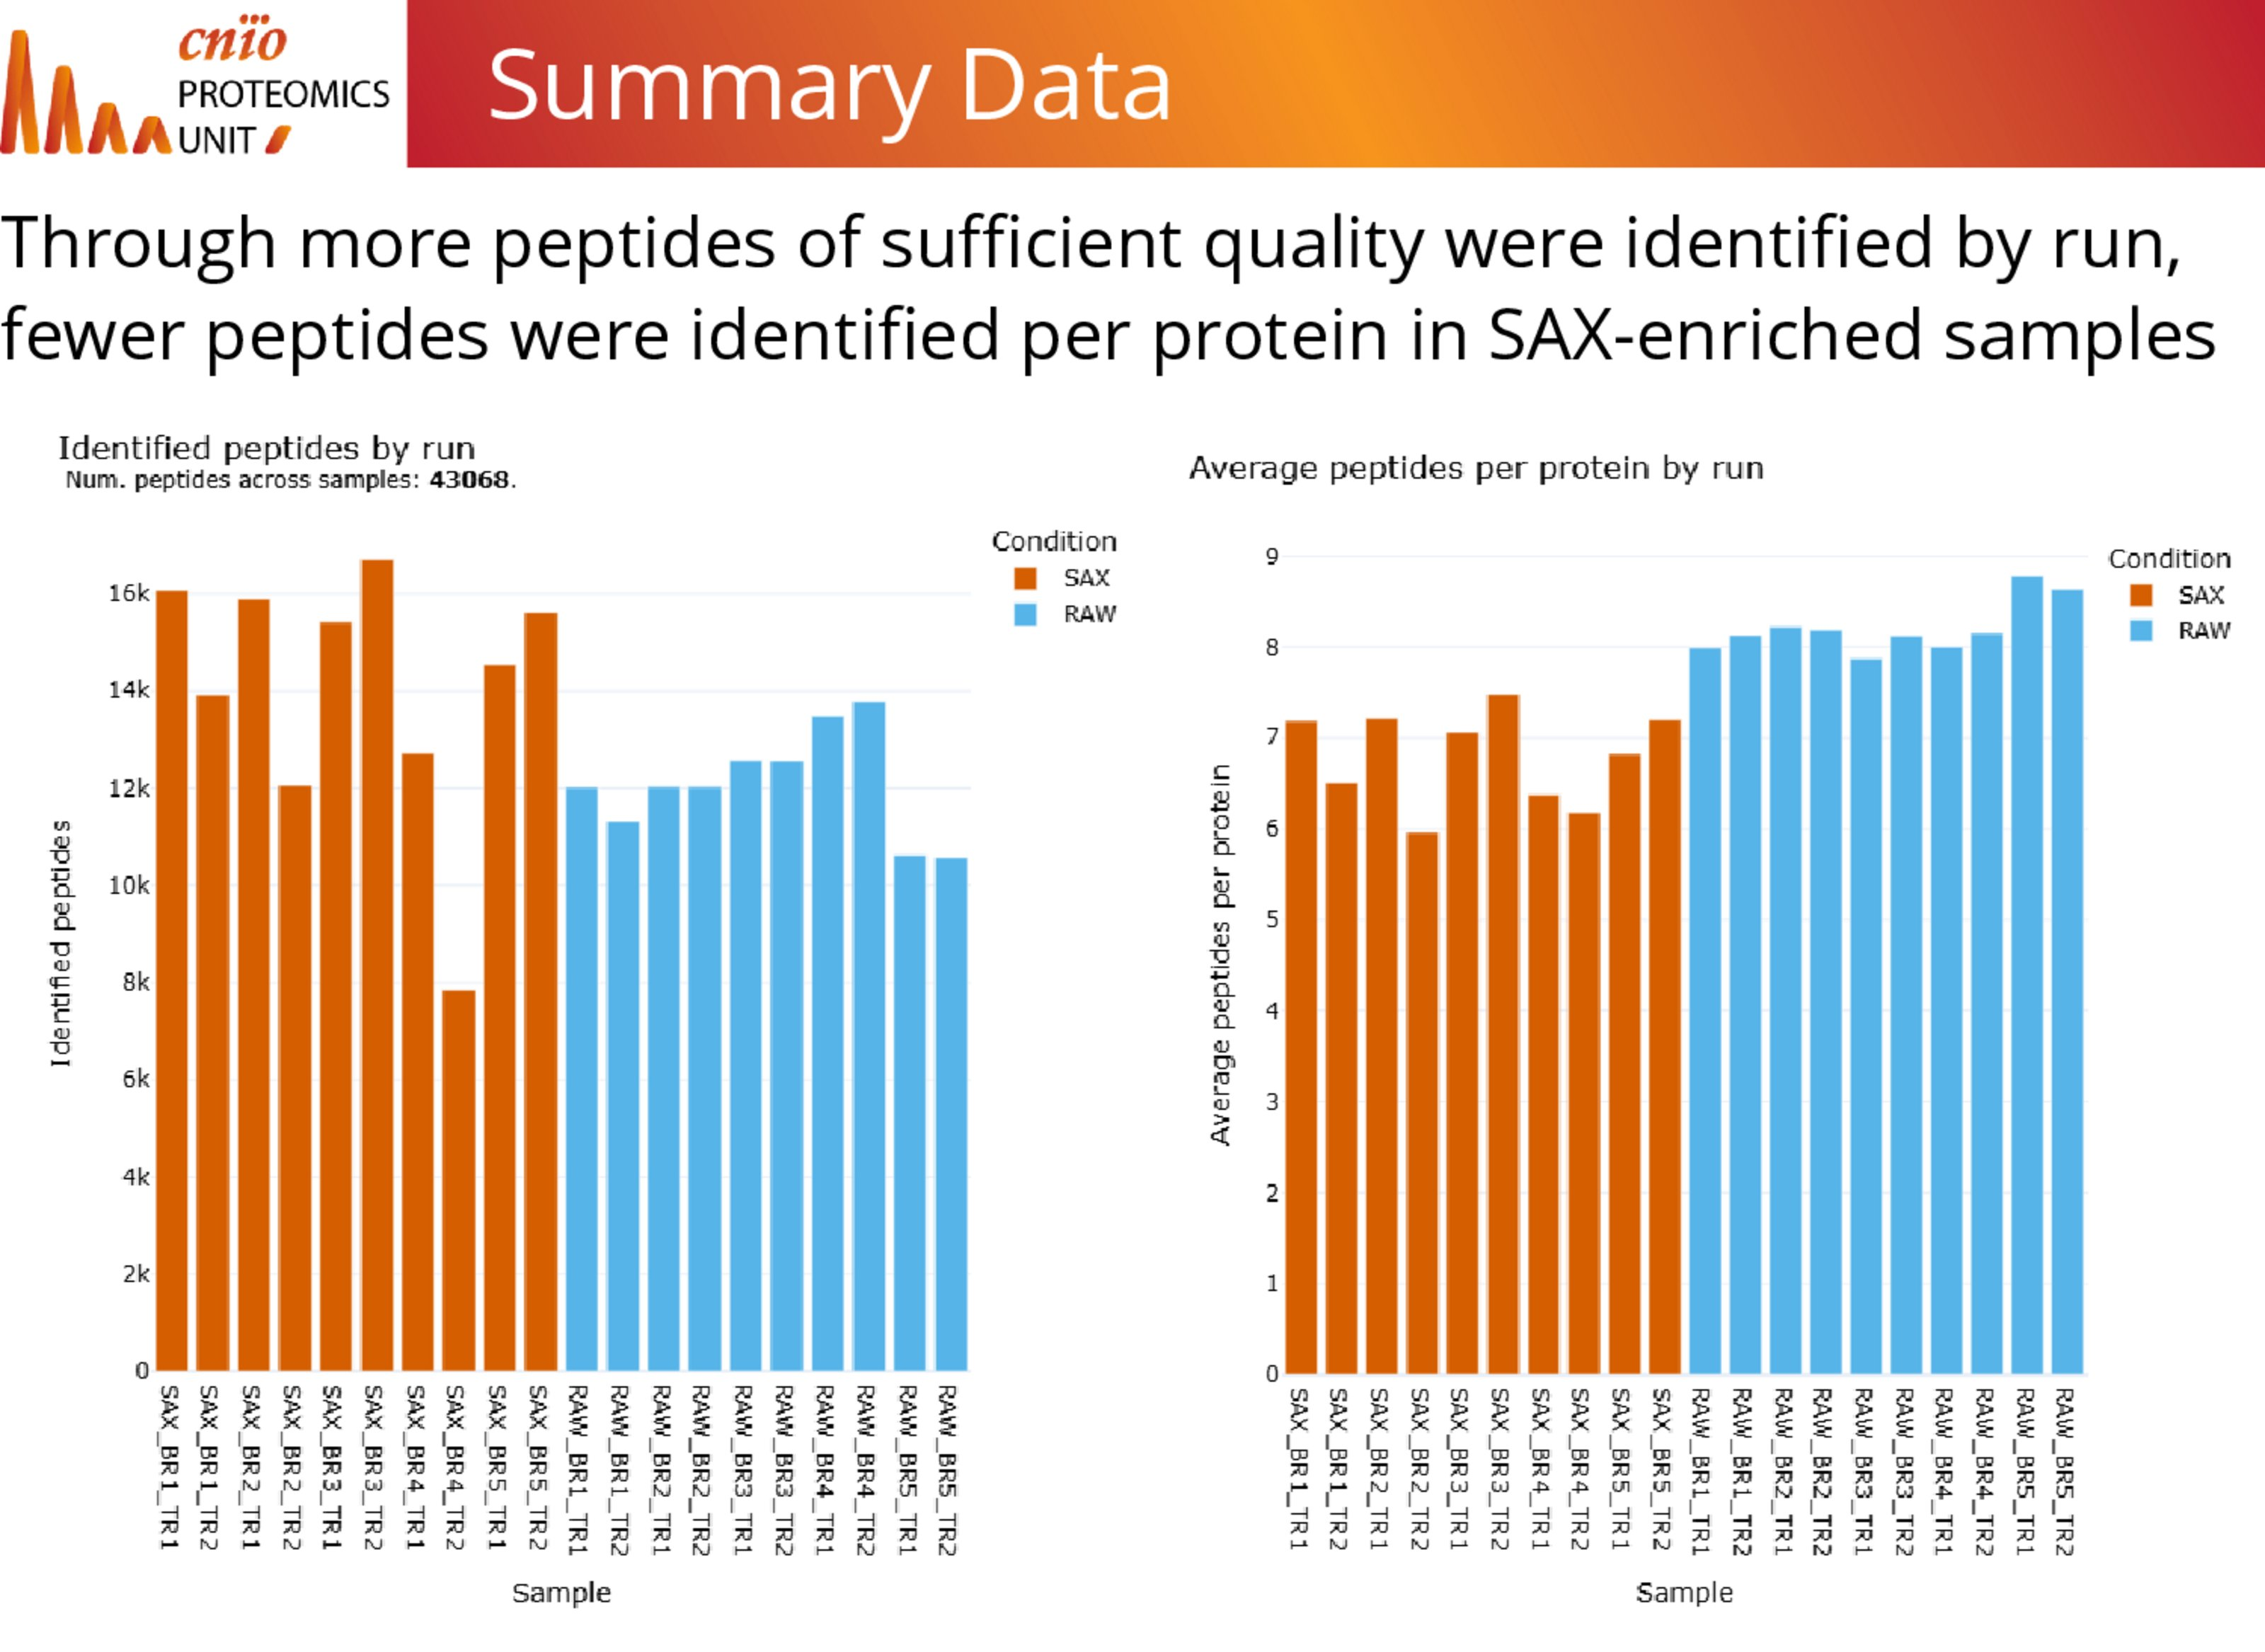 cnio
PROTEOMICS
UNIT
Summary Data
Through more peptides of sufficient quality were identified by run,
fewer peptides were identified per protein in SAX-enriched samples
Identified peptides by run
Num. peptides across samples: 43068.
Condition
SAX
RAW
16k
14k
12k
10k
8k
6k
4k
2k
0
Identified peptides
SAX_BR1_TR1
SAX_BR1_TR2
SAX_BR2_TR1
SAX_BR2_TR2
SAX_BR3_TR1
SAX_BR3_TR2
SAX_BR4_TR1
SAX_BR4_TR2
SAX_BR5_TR1
SAX_BR5_TR2
RAW_BR1_TR1
RAW_BR1_TR2
RAW_BR2_TR1
RAW_BR2_TR2
RAW_BR3_TR1
RAW_BR3_TR2
RAW_BR4_TR1
RAW_BR4_TR2
RAW_BR5_TR1
RAW_BR5_TR2
Sample
Average peptides per protein by run
Condition
SAX
RAW
9
8
7
6
5
4
3
2
1
0
Average peptides per protein
SAX_BR1_TR1
SAX_BR1_TR2
SAX_BR2_TR1
SAX_BR2_TR2
SAX_BR3_TR1
SAX_BR3_TR2
SAX_BR4_TR1
SAX_BR4_TR2
SAX_BR5_TR1
SAX_BR5_TR2
RAW_BR1_TR1
RAW_BR1_TR2
RAW_BR2_TR1
RAW_BR2_TR2
RAW_BR3_TR1
RAW_BR3_TR2
RAW_BR4_TR1
RAW_BR4_TR2
RAW_BR5_TR1
RAW_BR5_TR2
Sample